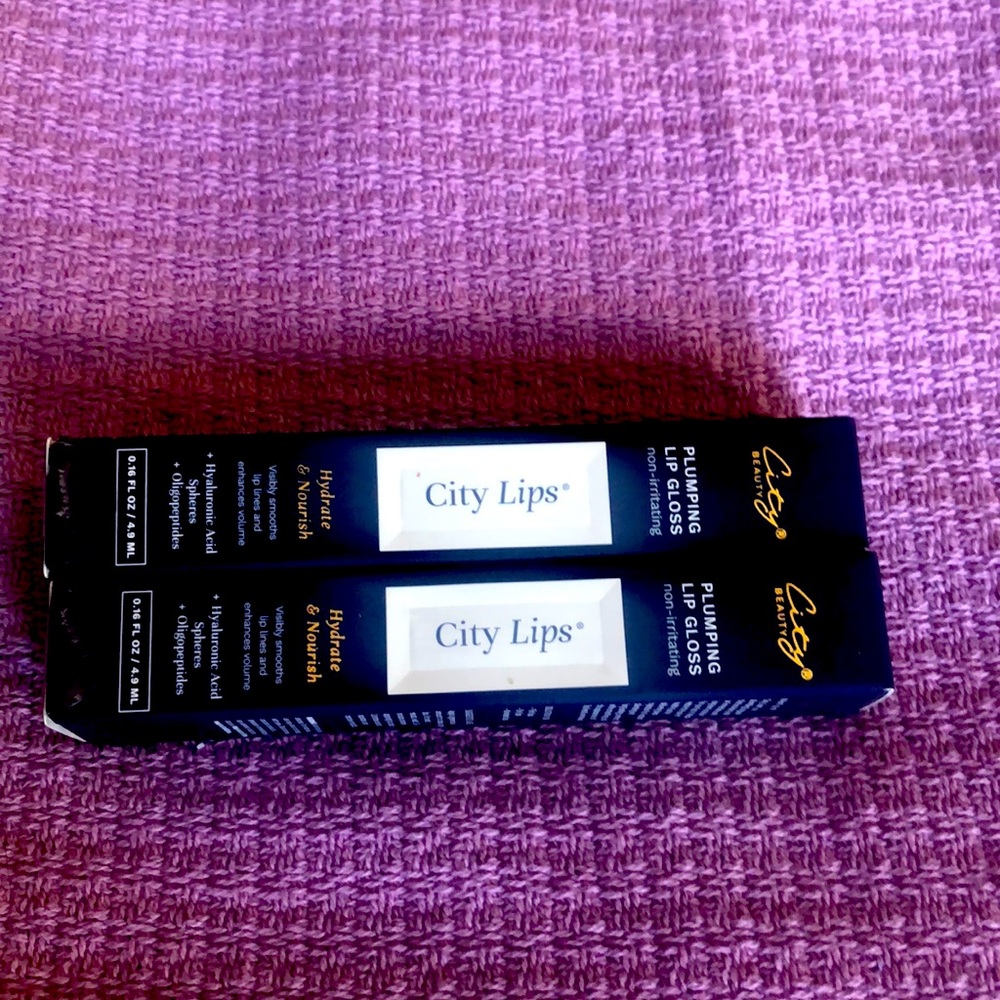 City®
BEAUTY
PLUMPING
LIP GLOSS
non-irritating
City Lips®
Hydrate
& Nourish
Visibly smooths
lip lines and
enhances volume
+ Hyaluronic Acid
Spheres
+ Oligopeptides
0.16 FL OZ / 4.9 ML
City®
BEAUTY
PLUMPING
LIP GLOSS
non-irritating
City Lips®
Hydrate
& Nourish
Visibly smooths
lip lines and
enhances volume
+ Hyaluronic Acid
Spheres
+ Oligopeptides
0.16 FL OZ / 4.9 ML